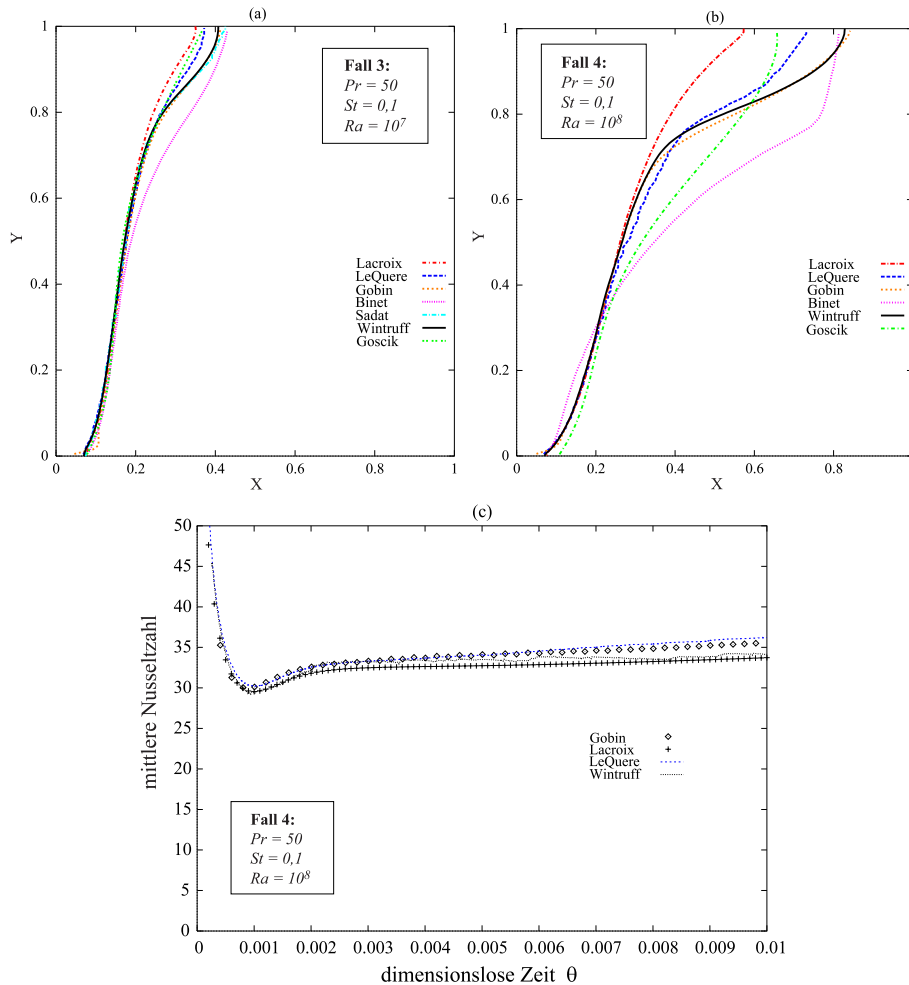 (a)
1
0.8
0.6
0.4
0.2
0
Y
Fall 3:
Pr = 50
St = 0,1
Ra = 10⁷
Lacroix
LeQuere
Gobin
Binet
Sadat
Wintruff
Goscik
0 0.2 0.4 0.6 0.8 1
X
(b)
1
0.8
0.6
0.4
0.2
0
Y
Fall 4:
Pr = 50
St = 0,1
Ra = 10⁸
Lacroix
LeQuere
Gobin
Binet
Wintruff
Goscik
0 0.2 0.4 0.6 0.8
X
(c)
50
45
40
35
30
25
20
15
10
5
0
mittlere Nusseltzahl
Gobin
Lacroix
LeQuere
Wintruff
Fall 4:
Pr = 50
St = 0,1
Ra = 10⁸
0 0.001 0.002 0.003 0.004 0.005 0.006 0.007 0.008 0.009 0.01
dimensionslose Zeit θ